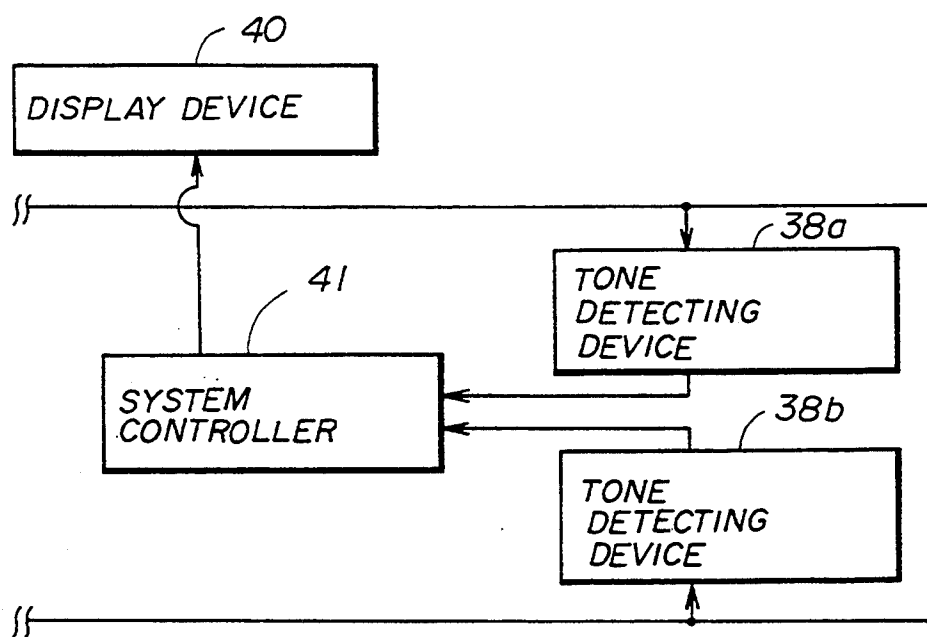 40
DISPLAY DEVICE
38a
TONE
DETECTING
DEVICE
41
SYSTEM
CONTROLLER
38b
TONE
DETECTING
DEVICE